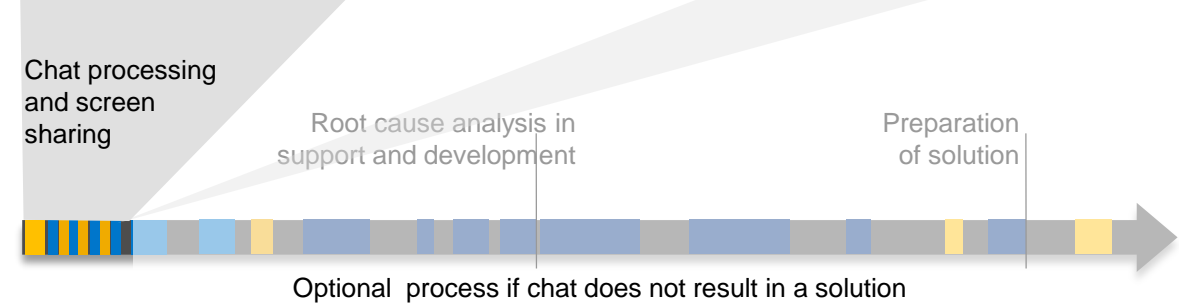 Chat processing
and screen
sharing
Root cause analysis in
support and development
Preparation
of solution
Optional  process if chat does not result in a solution